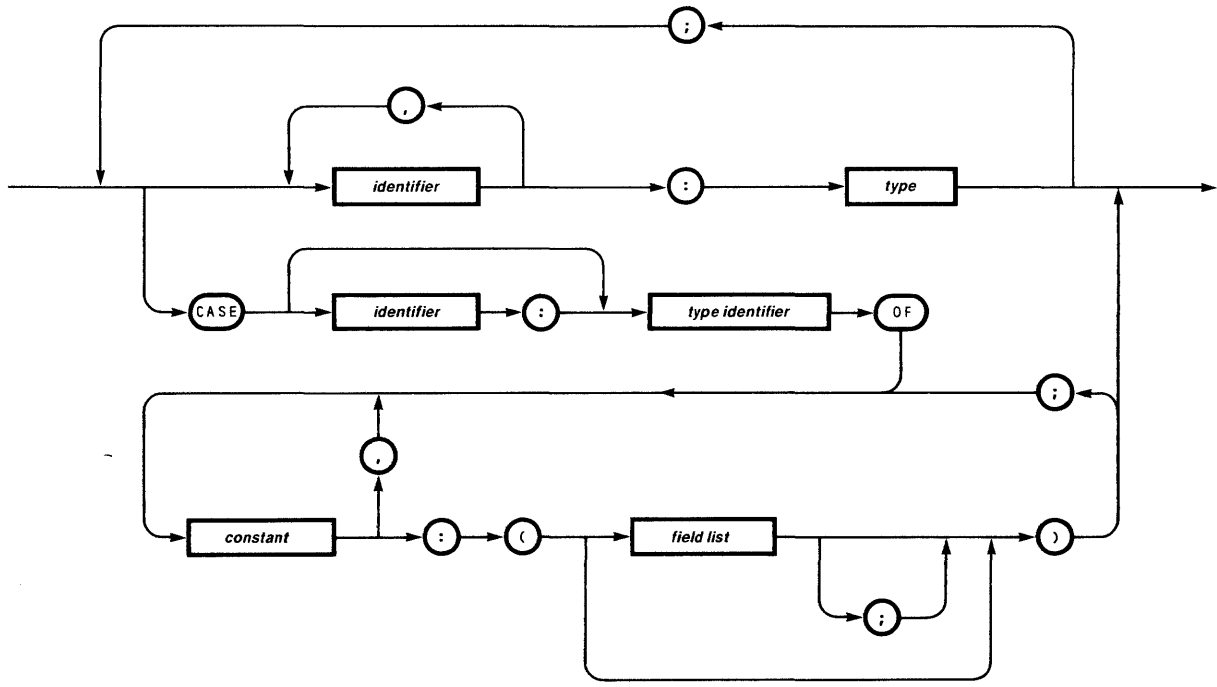 ;
,
identifier : type
CASE identifier : type identifier OF
;
,
constant : ( field list )
;